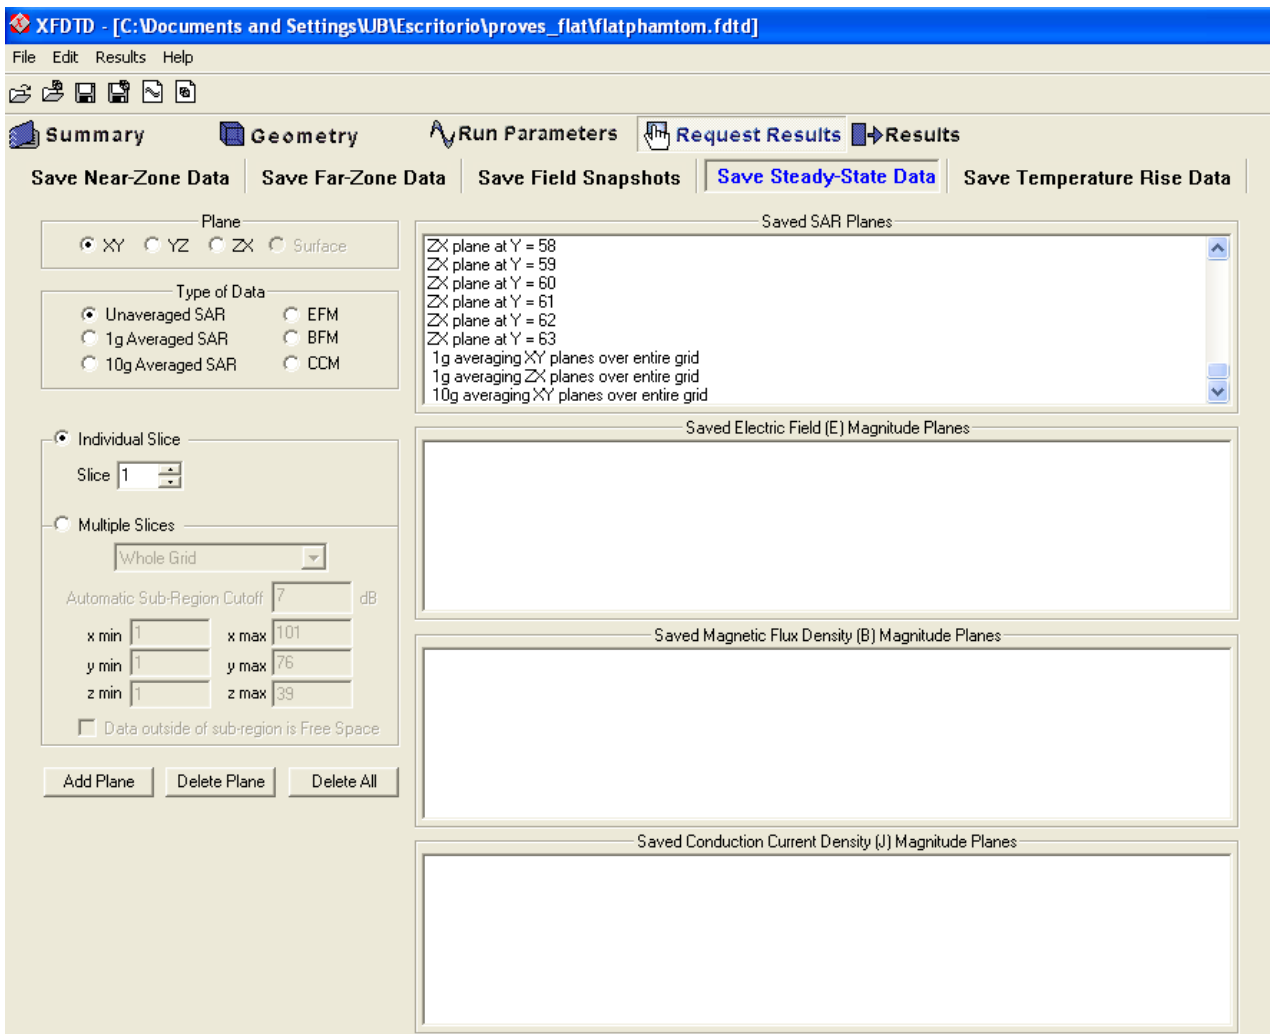 XFDTD - [C:\Documents and Settings\UB\Escritorio\proves_flat\flatphamtom.fdtd]
File Edit Results Help
Summary Geometry Run Parameters Request Results Results
Save Near-Zone Data Save Far-Zone Data Save Field Snapshots Save Steady-State Data Save Temperature Rise Data
Plane
XY YZ ZX Surface
Type of Data
Unaveraged SAR EFM
1g Averaged SAR BFM
10g Averaged SAR CCM
Individual Slice
Slice 1
Multiple Slices
Whole Grid
Automatic Sub-Region Cutoff 7 dB
x min 1 x max 101
y min 1 y max 76
z min 1 z max 39
Data outside of sub-region is Free Space
Add Plane Delete Plane Delete All
Saved SAR Planes
ZX plane at Y = 58
ZX plane at Y = 59
ZX plane at Y = 60
ZX plane at Y = 61
ZX plane at Y = 62
ZX plane at Y = 63
1g averaging XY planes over entire grid
1g averaging ZX planes over entire grid
10g averaging XY planes over entire grid
Saved Electric Field (E) Magnitude Planes
Saved Magnetic Flux Density (B) Magnitude Planes
Saved Conduction Current Density (J) Magnitude Planes